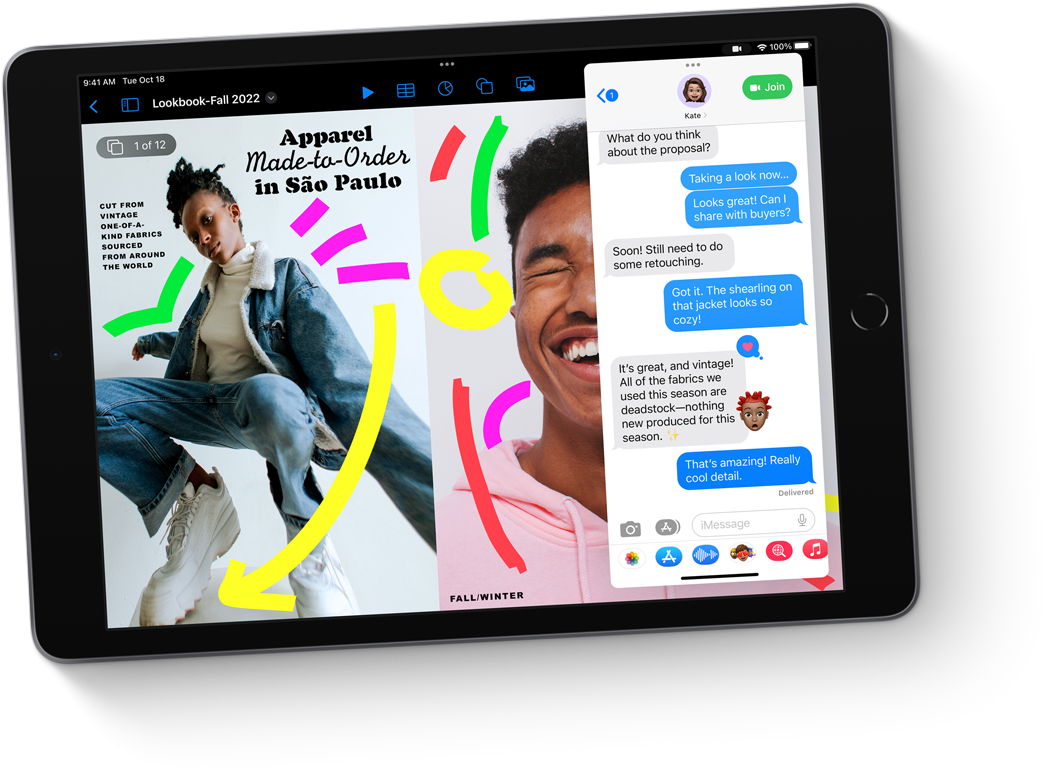 9:41 AM Tue Oct 18
100%
Lookbook-Fall 2022
1 of 12
Apparel
Made-to-Order
in São Paulo
CUT FROM
VINTAGE
ONE-OF-A-
KIND FABRICS
SOURCED
FROM AROUND
THE WORLD
FALL/WINTER
1
Kate
Join
What do you think
about the proposal?
Taking a look now...
Looks great! Can I
share with buyers?
Soon! Still need to do
some retouching.
Got it. The shearling on
that jacket looks so
cozy!
It's great, and vintage!
All of the fabrics we
used this season are
deadstock—nothing
new produced for this
season. ✨
That's amazing! Really
cool detail.
Delivered
iMessage